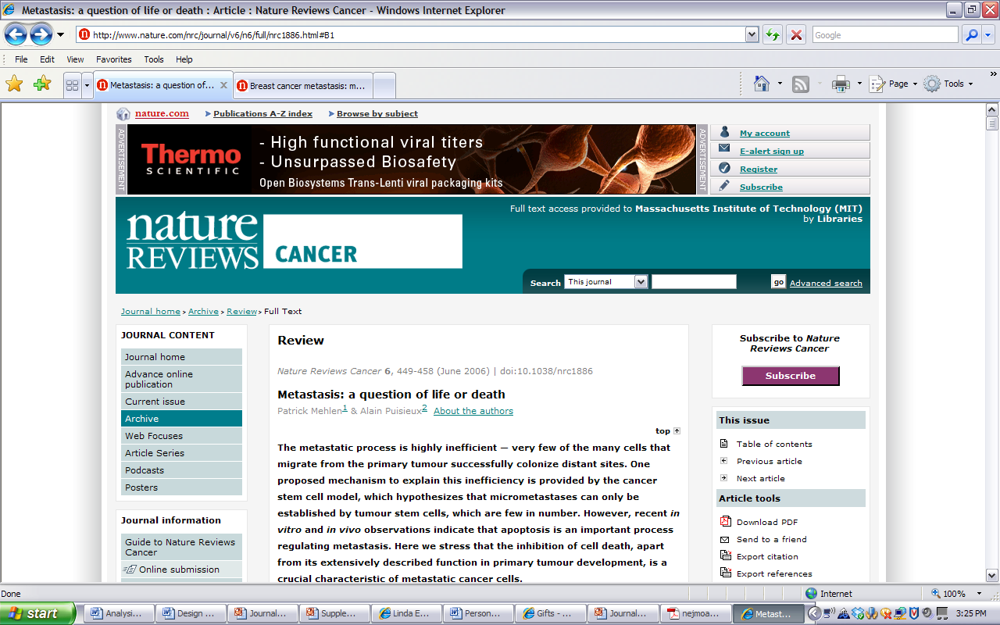 Metastasis: a question of life or death : Article : Nature Reviews Cancer - Windows Internet Explorer
http://www.nature.com/nrc/journal/v6/n6/full/nrc1886.html#B1
Google
File Edit View Favorites Tools Help
Metastasis: a question of... Breast cancer metastasis: m...
Page Tools
nature.com Publications A-Z index Browse by subject
ADVERTISEMENT
Thermo
SCIENTIFIC
- High functional viral titers
- Unsurpassed Biosafety
Open Biosystems Trans-Lenti viral packaging kits
ADVERTISEMENT
My account
E-alert sign up
Register
Subscribe
nature
REVIEWS
CANCER
Full text access provided to Massachusetts Institute of Technology (MIT)
by Libraries
Search This journal go Advanced search
Journal home > Archive > Review > Full Text
JOURNAL CONTENT
Journal home
Advance online
publication
Current issue
Archive
Web Focuses
Article Series
Podcasts
Posters
Journal information
Guide to Nature Reviews
Cancer
Online submission
Review
Nature Reviews Cancer 6, 449-458 (June 2006) | doi:10.1038/nrc1886
Metastasis: a question of life or death
Patrick Mehlen1 & Alain Puisieux2 About the authors
top
The metastatic process is highly inefficient — very few of the many cells that
migrate from the primary tumour successfully colonize distant sites. One
proposed mechanism to explain this inefficiency is provided by the cancer
stem cell model, which hypothesizes that micrometastases can only be
established by tumour stem cells, which are few in number. However, recent in
vitro and in vivo observations indicate that apoptosis is an important process
regulating metastasis. Here we stress that the inhibition of cell death, apart
from its extensively described function in primary tumour development, is a
crucial characteristic of metastatic cancer cells.
Subscribe to Nature
Reviews Cancer
Subscribe
This issue
Table of contents
Previous article
Next article
Article tools
Download PDF
Send to a friend
Export citation
Export references
Done Internet 100%
start Analysi... Design ... Journal... Supple... Linda E... Person... Gifts - ... Journal... nejmoa... Metast... 3:25 PM